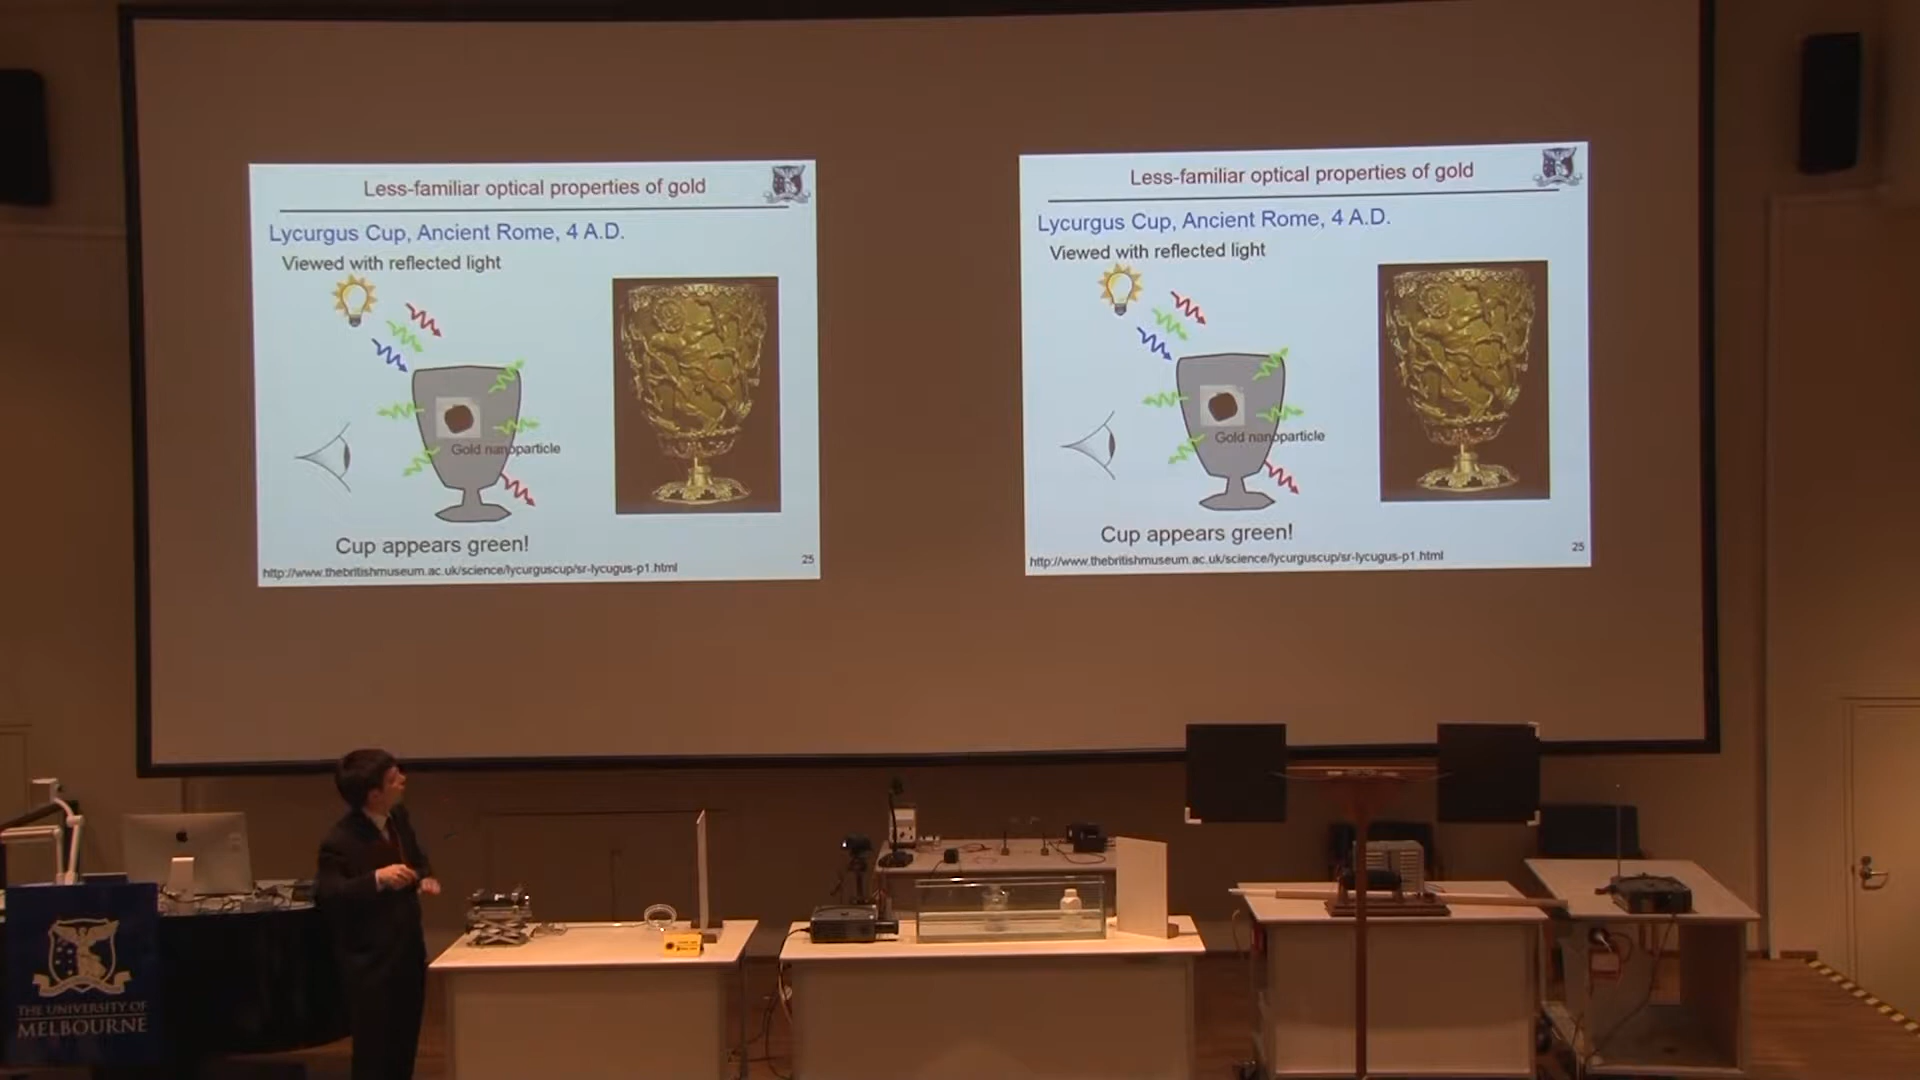 Less-familiar optical properties of gold
Lycurgus Cup, Ancient Rome, 4 A.D.
Viewed with reflected light
Gold nanoparticle
Cup appears green!
25
http://www.thebritishmuseum.ac.uk/science/lycurguscup/sr-lycugus-p1.html
Less-familiar optical properties of gold
Lycurgus Cup, Ancient Rome, 4 A.D.
Viewed with reflected light
Gold nanoparticle
Cup appears green!
25
http://www.thebritishmuseum.ac.uk/science/lycurguscup/sr-lycugus-p1.html
THE UNIVERSITY OF
MELBOURNE